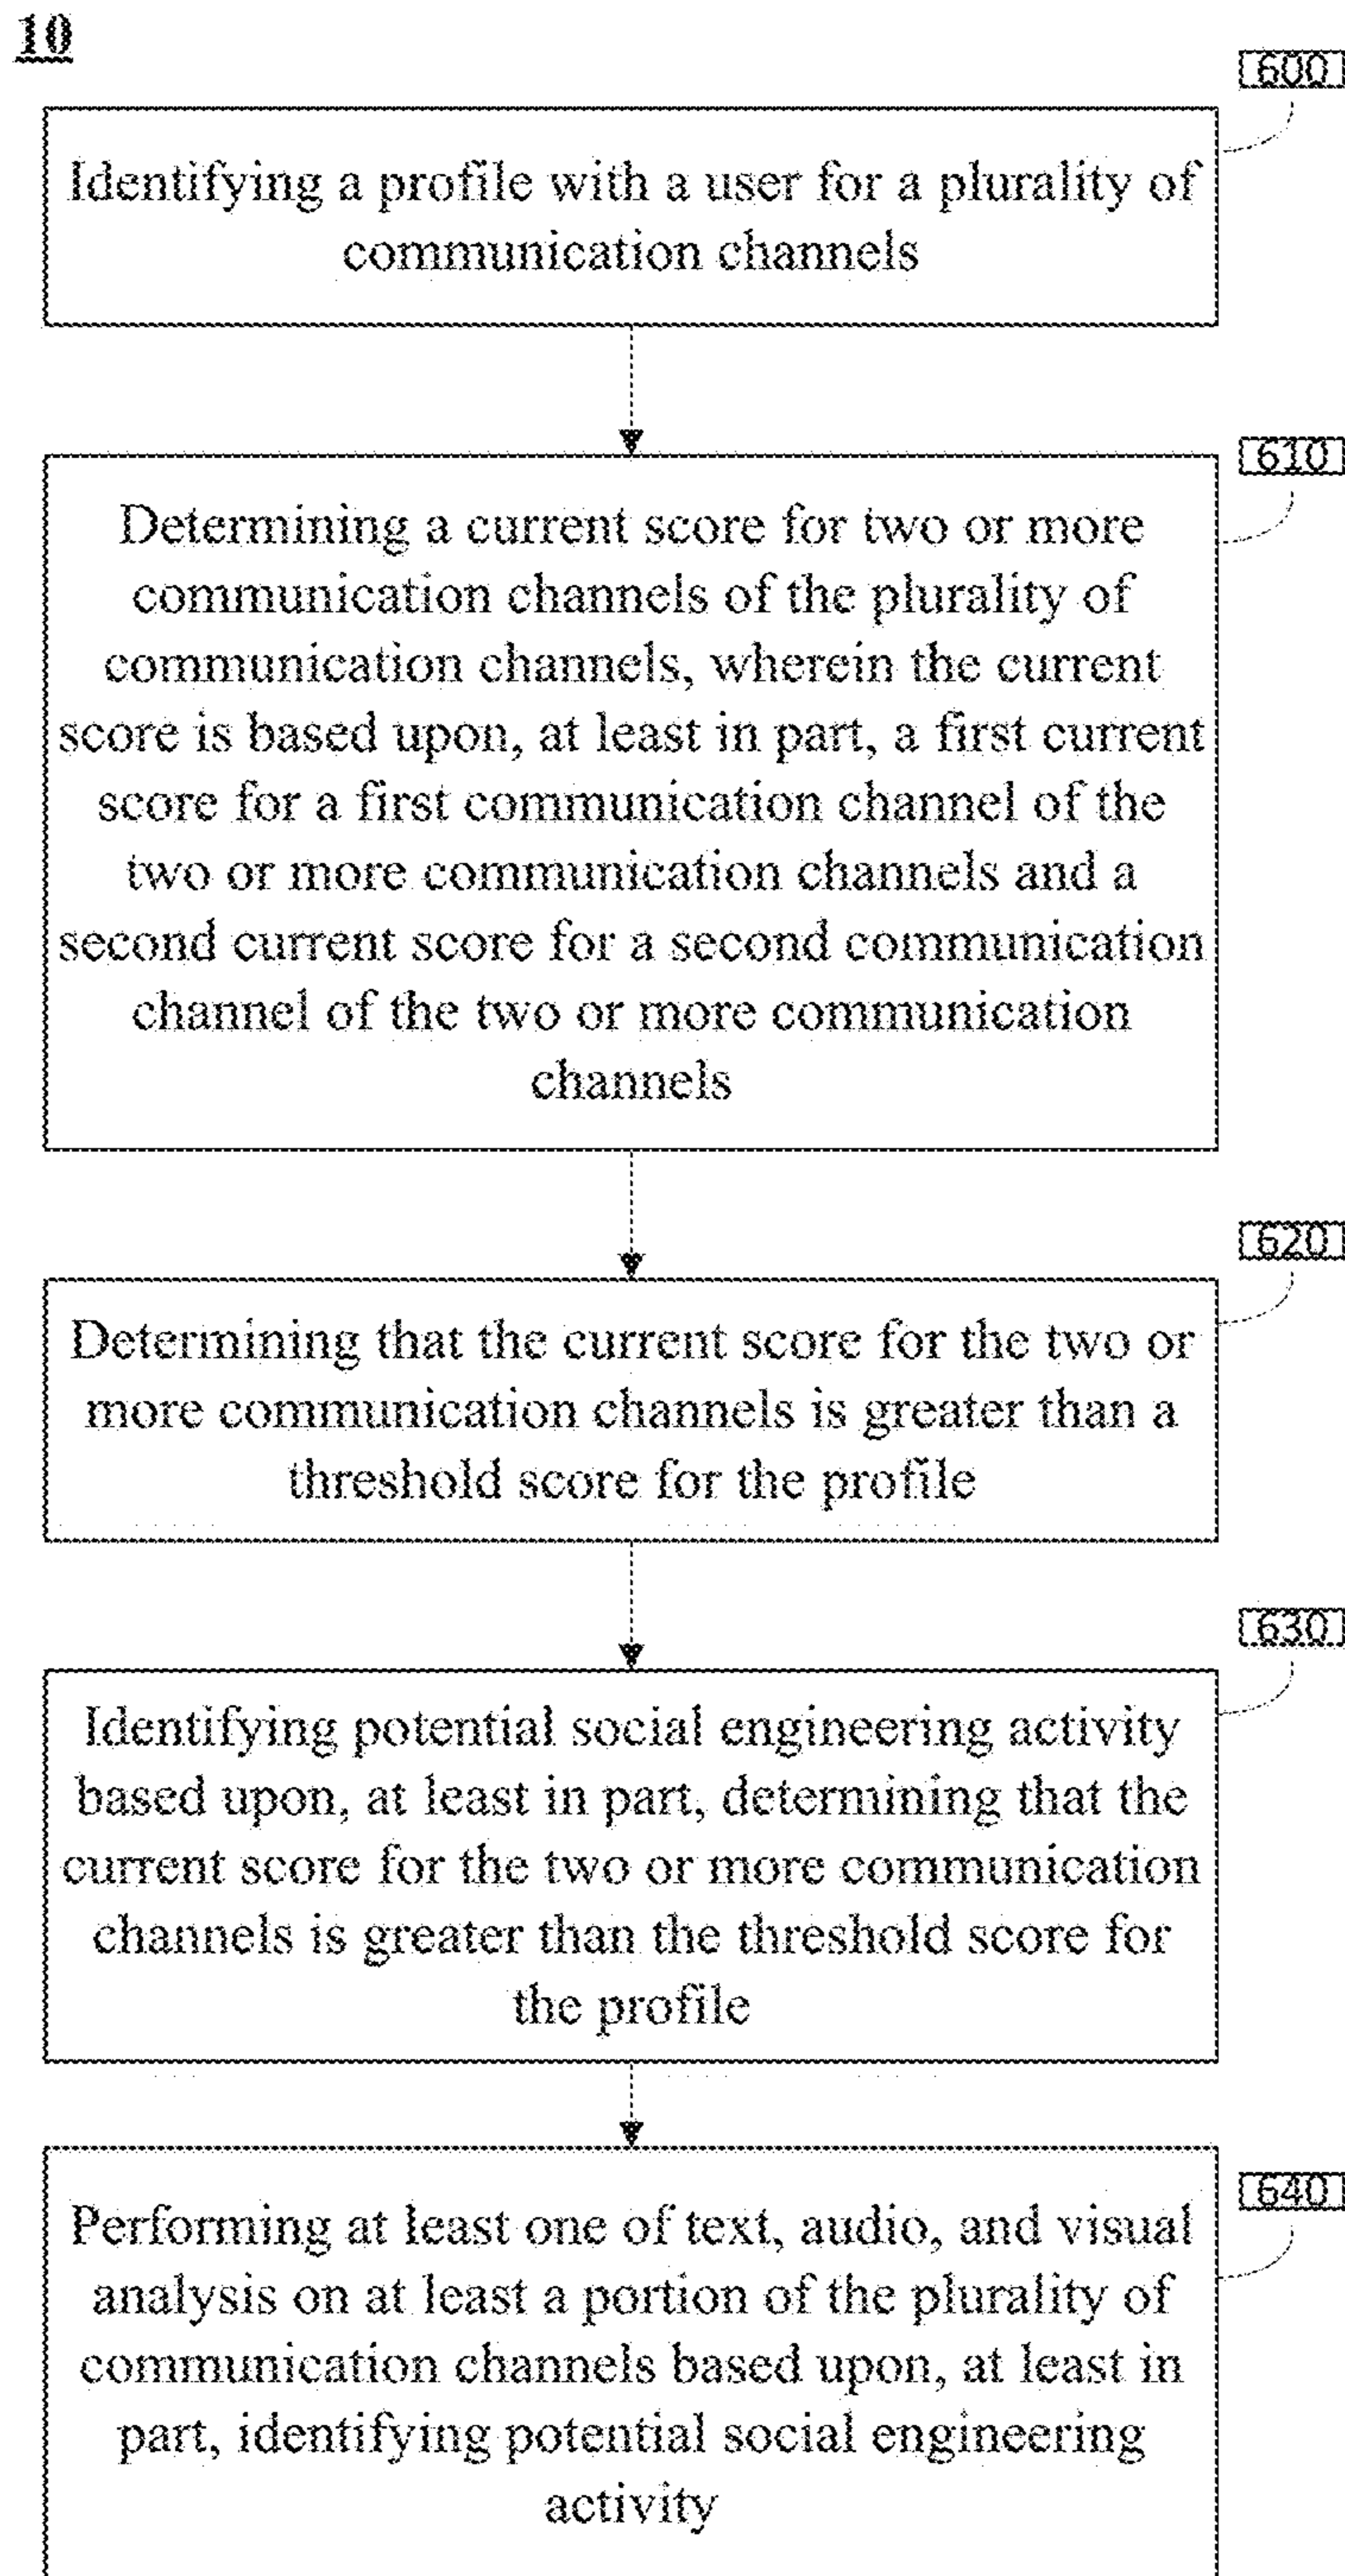 10
600
Identifying a profile with a user for a plurality of
communication channels
610
Determining a current score for two or more
communication channels of the plurality of
communication channels, wherein the current
score is based upon, at least in part, a first current
score for a first communication channel of the
two or more communication channels and a
second current score for a second communication
channel of the two or more communication
channels
620
Determining that the current score for the two or
more communication channels is greater than a
threshold score for the profile
630
Identifying potential social engineering activity
based upon, at least in part, determining that the
current score for the two or more communication
channels is greater than the threshold score for
the profile
640
Performing at least one of text, audio, and visual
analysis on at least a portion of the plurality of
communication channels based upon, at least in
part, identifying potential social engineering
activity